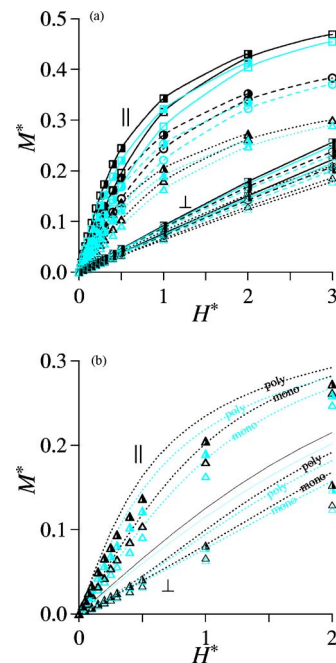 (a)
0.5
0.4
0.3
0.2
0.1
0.0
M*
||
⊥
0 1 2 3
H*
(b)
0.3
0.2
0.1
0.0
M*
||
poly
mono
poly
mono
poly
mono
poly
mono
⊥
0 1 2
H*